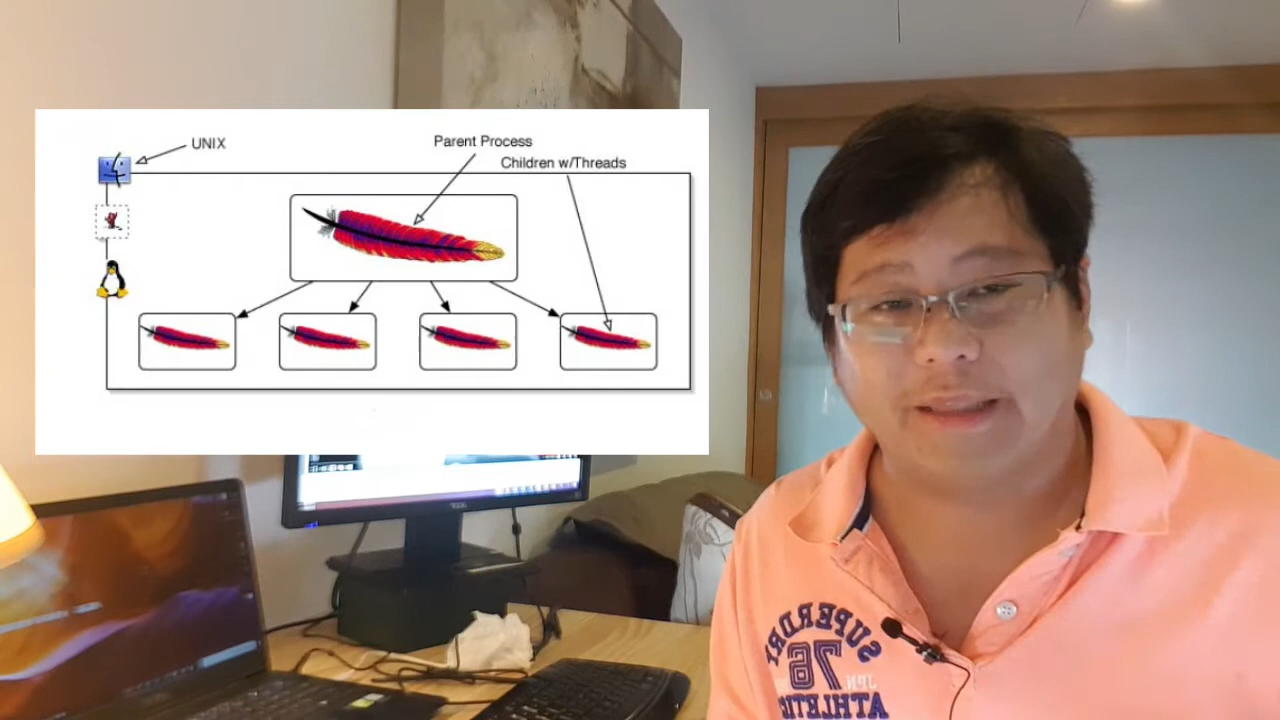 UNIX
Parent Process
Children w/Threads
SUPERDRY
76
JPN
ATHLETIC